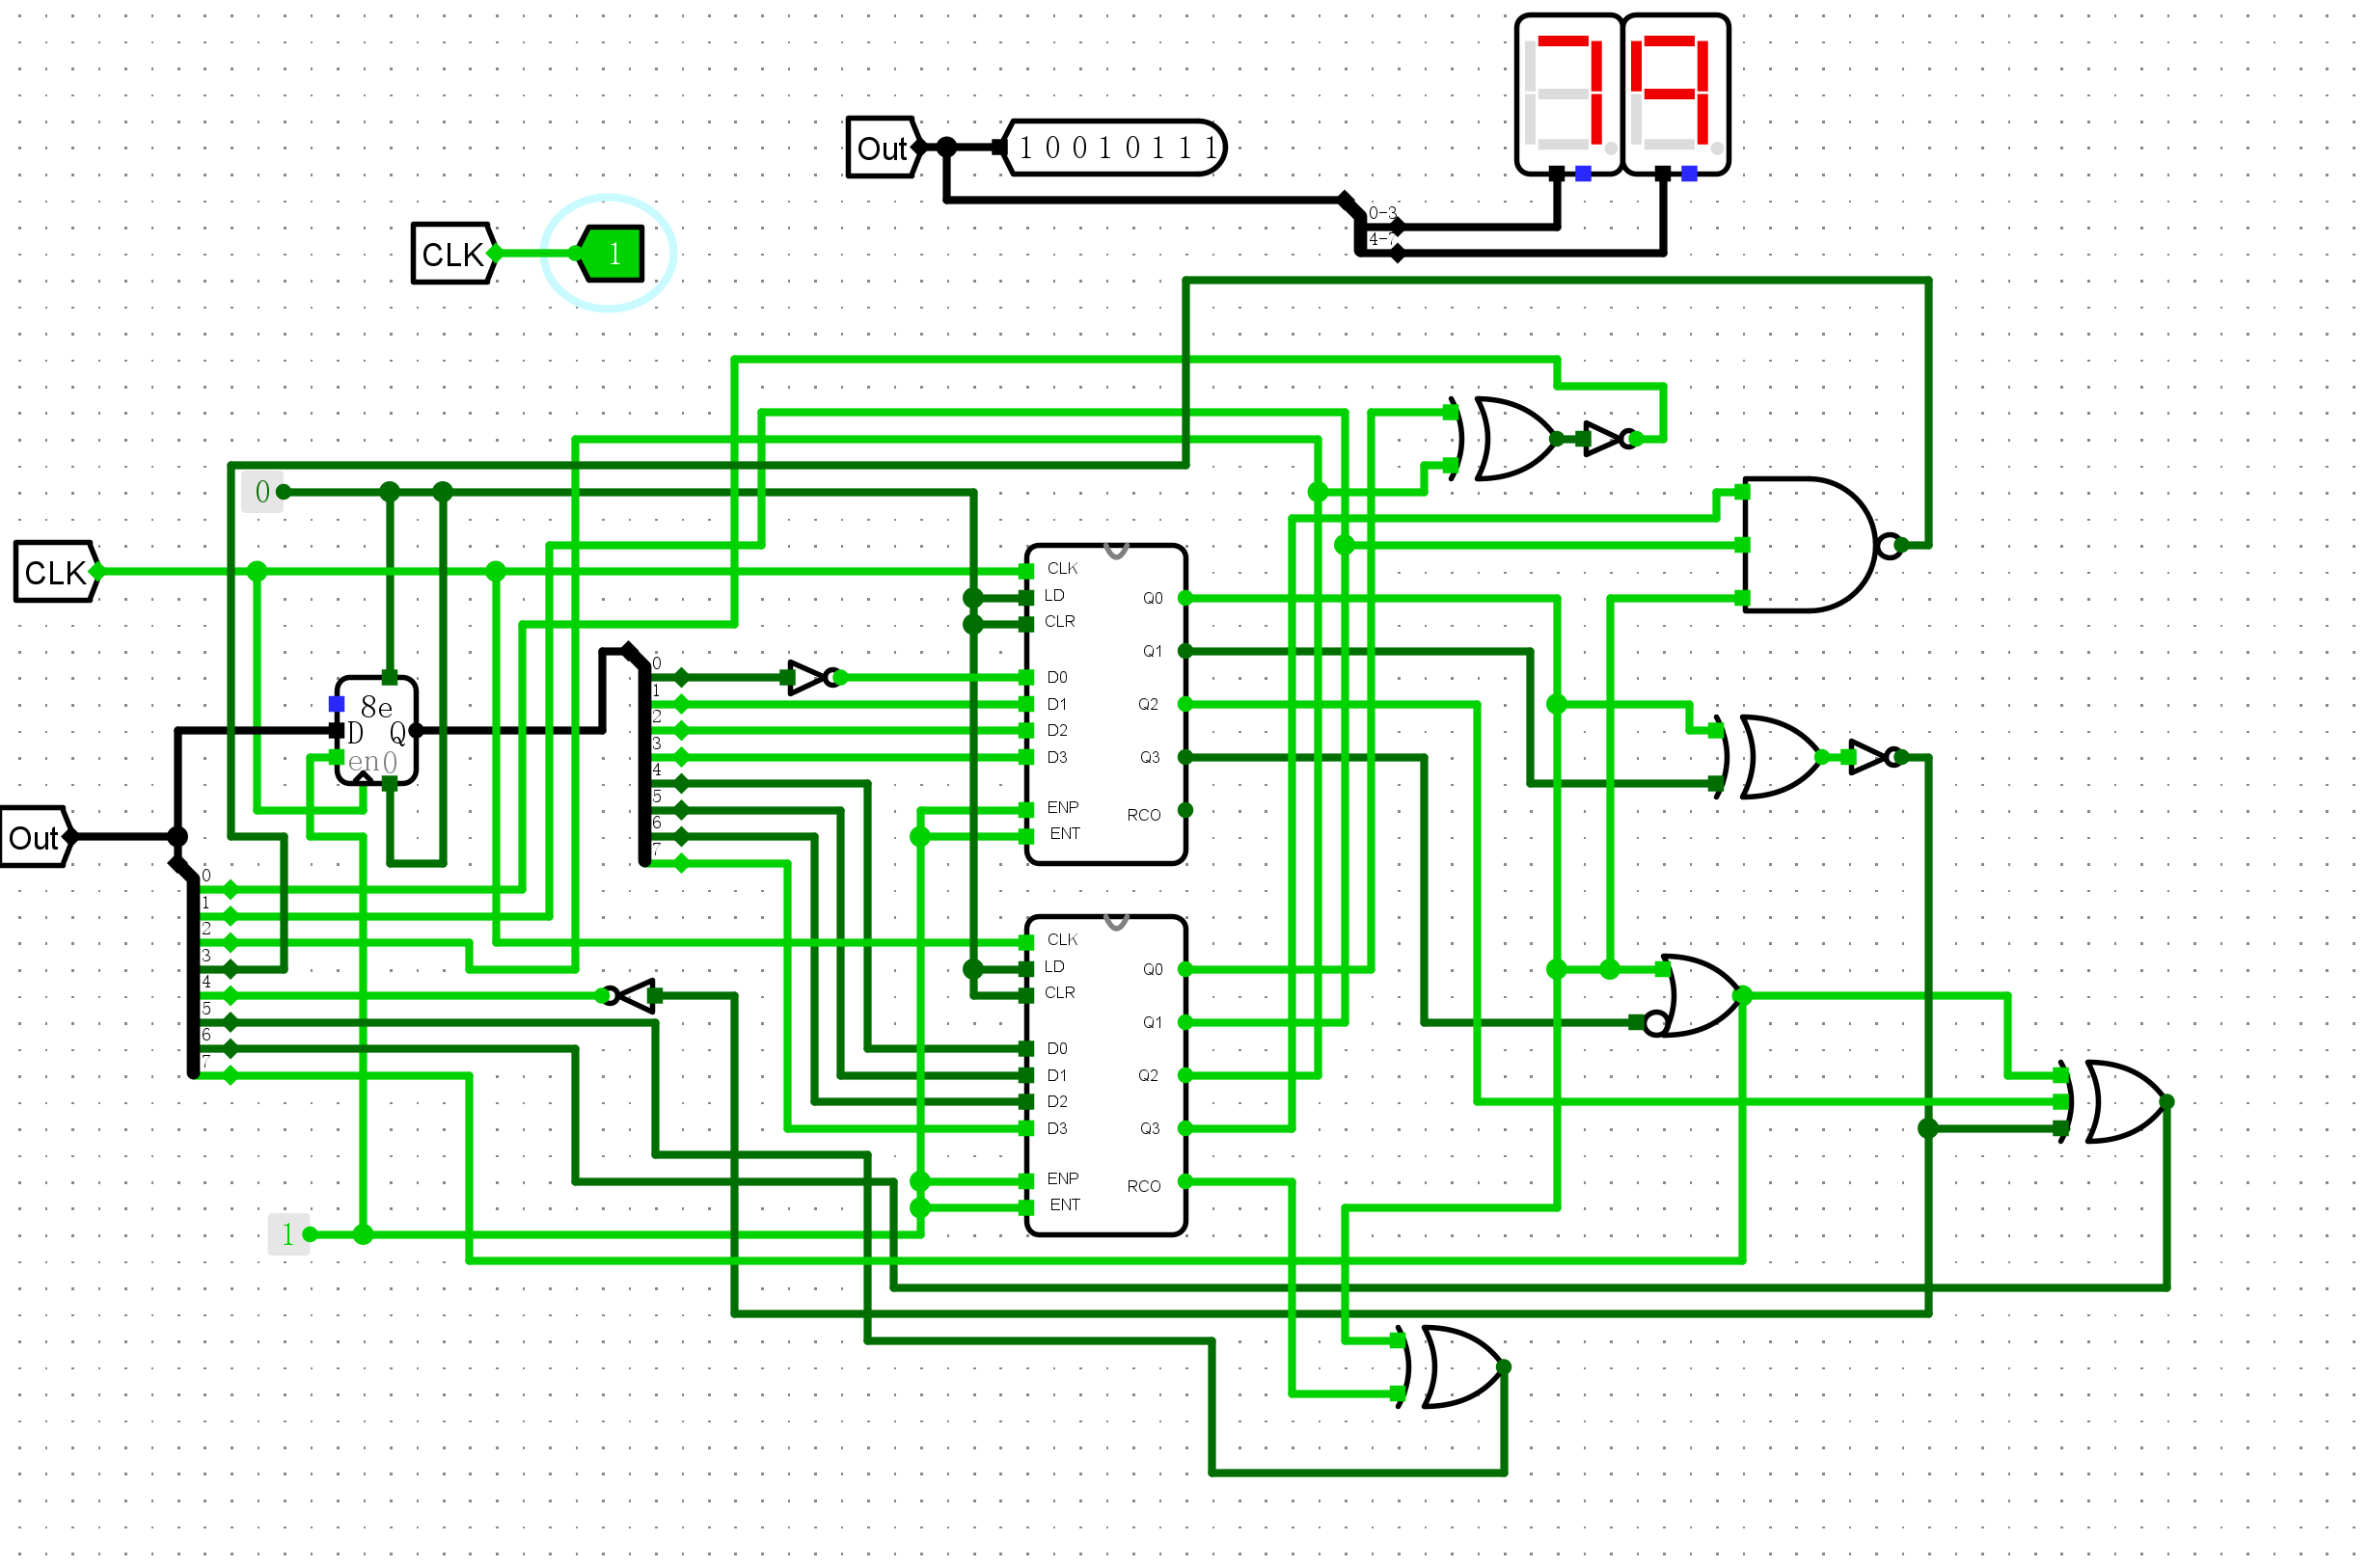 79
Out
1 0 0 1 0 1 1 1
0-3
4-7
CLK
1
0
CLK
CLK
LD
CLR
Q0
Q1
D0
D1
Q2
D2
D3
Q3
ENP
RCO
ENT
8e
D Q
en0
0
1
2
3
4
5
6
7
Out
0
1
2
3
4
5
6
7
CLK
LD
Q0
CLR
Q1
D0
D1
Q2
D2
D3
Q3
ENP
RCO
ENT
1